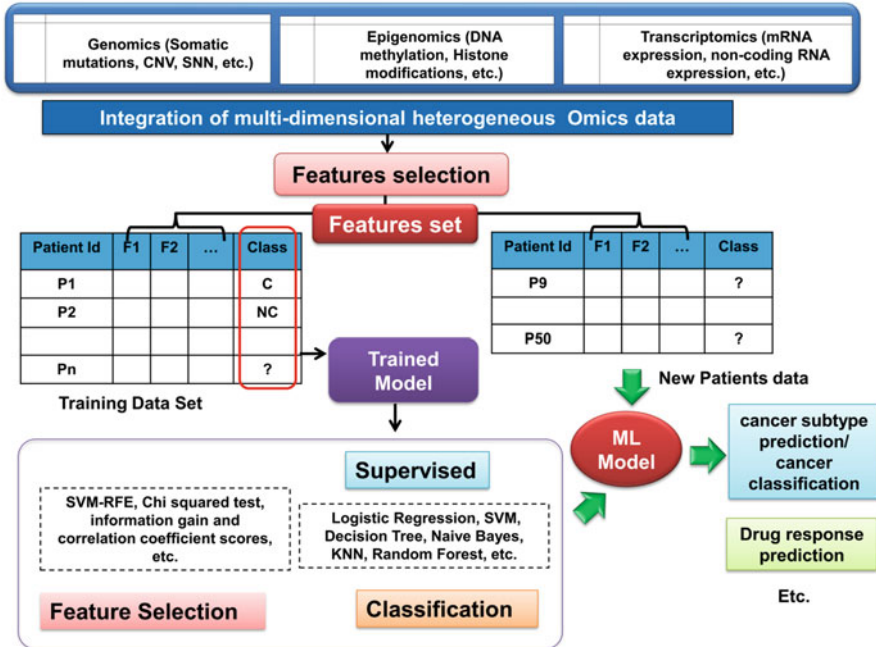 Genomics (Somatic
mutations, CNV, SNN, etc.)
Epigenomics (DNA
methylation, Histone
modifications, etc.)
Transcriptomics (mRNA
expression, non-coding RNA
expression, etc.)
Integration of multi-dimensional heterogeneous Omics data
Features selection
Features set
Patient Id F1 F2 ... Class
P1 C
P2 NC
Pn ?
Training Data Set
Patient Id F1 F2 ... Class
P9 ?
P50 ?
New Patients data
Trained
Model
ML
Model
cancer subtype
prediction/
cancer
classification
Drug response
prediction
Etc.
Supervised
SVM-RFE, Chi squared test,
information gain and
correlation coefficient scores,
etc.
Logistic Regression, SVM,
Decision Tree, Naive Bayes,
KNN, Random Forest, etc.
Feature Selection
Classification